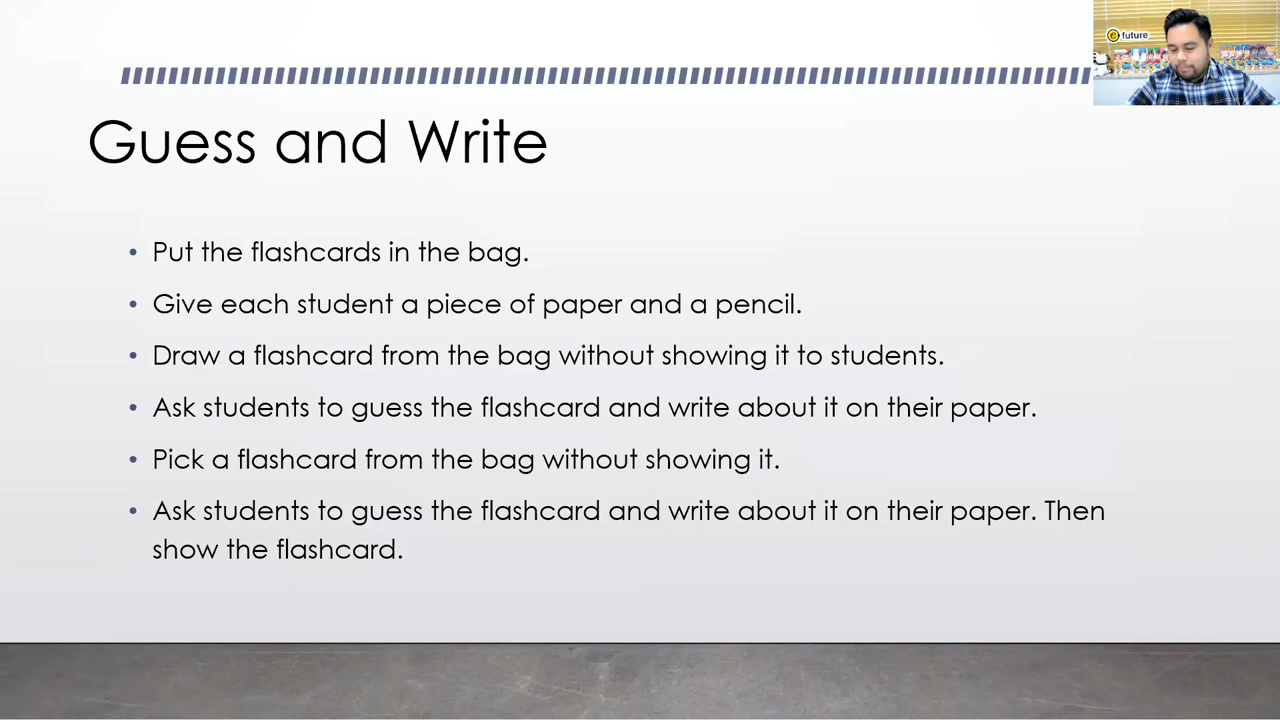 e future
Guess and Write
• Put the flashcards in the bag.
• Give each student a piece of paper and a pencil.
• Draw a flashcard from the bag without showing it to students.
• Ask students to guess the flashcard and write about it on their paper.
• Pick a flashcard from the bag without showing it.
• Ask students to guess the flashcard and write about it on their paper. Then
show the flashcard.